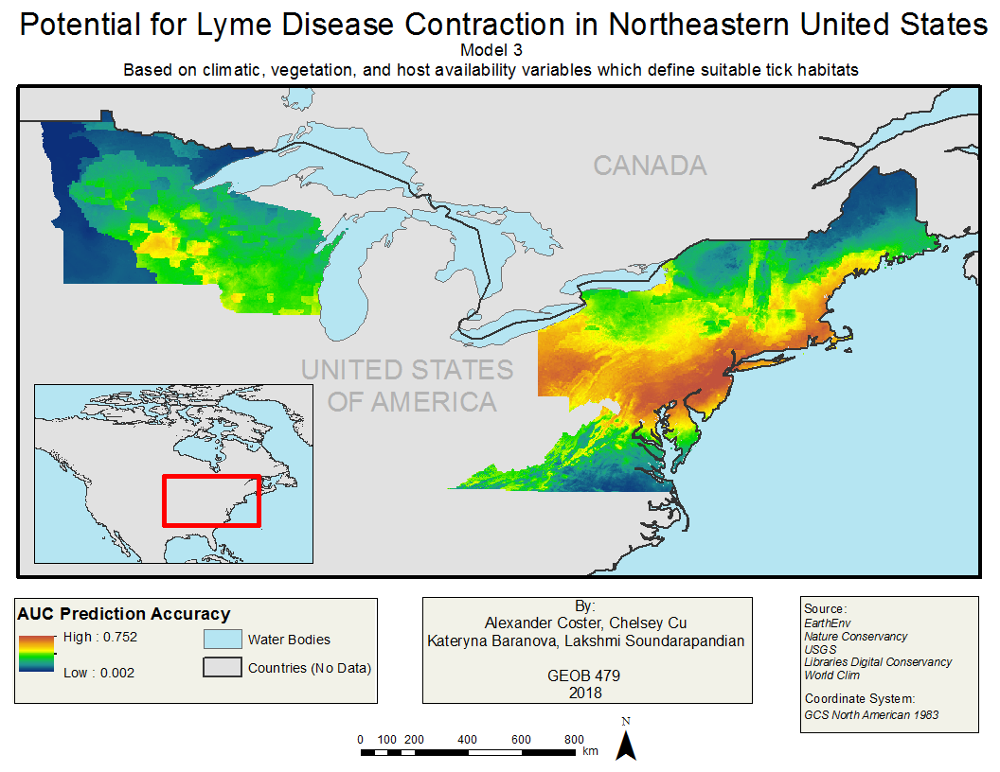 Potential for Lyme Disease Contraction in Northeastern United States
Model 3
Based on climatic, vegetation, and host availability variables which define suitable tick habitats
CANADA
UNITED STATES
OF AMERICA
AUC Prediction Accuracy
High : 0.752
Low : 0.002
Water Bodies
Countries (No Data)
By:
Alexander Coster, Chelsey Cu
Kateryna Baranova, Lakshmi Soundarapandian
GEOB 479
2018
Source:
EarthEnv
Nature Conservancy
USGS
Libraries Digital Conservancy
World Clim
Coordinate System:
GCS North American 1983
0 100 200 400 600 800
km
N